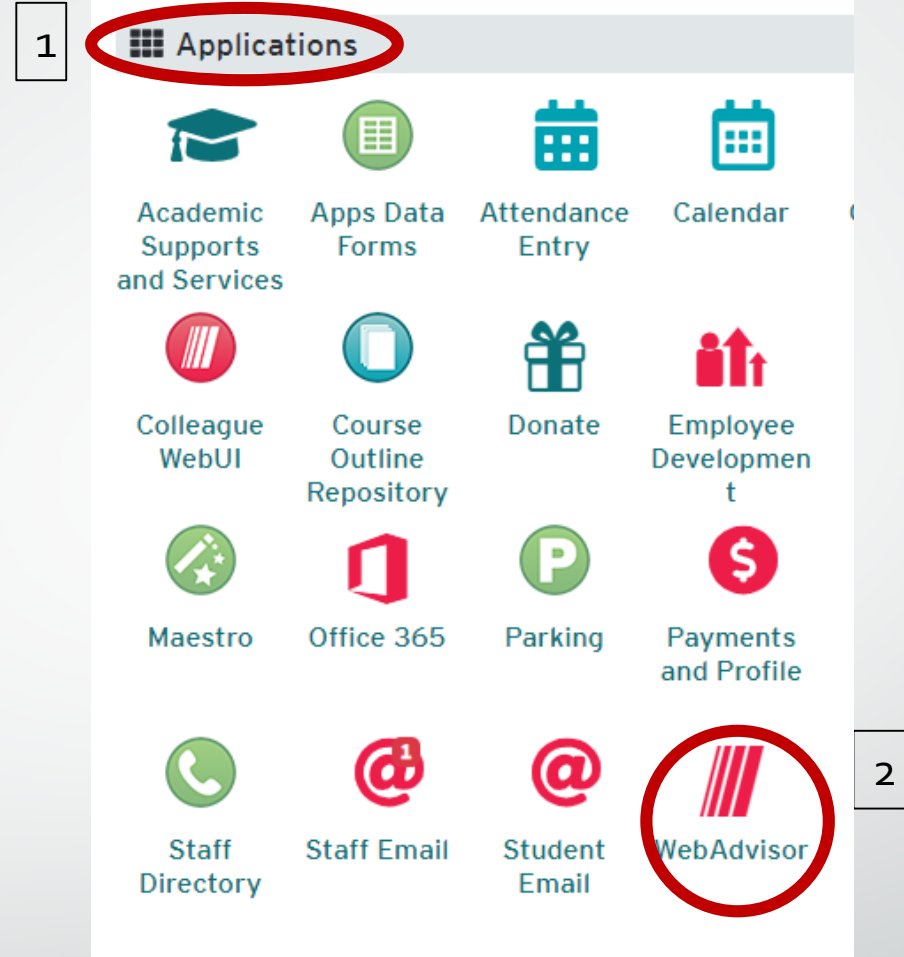 1
Applications
Academic
Supports
and Services
Apps Data
Forms
Attendance
Entry
Calendar
Colleague
WebUI
Course
Outline
Repository
Donate
Employee
Developmen
t
Maestro
Office 365
P
Parking
$
Payments
and Profile
2
Staff
Directory
@
1
Staff Email
@
Student
Email
WebAdvisor